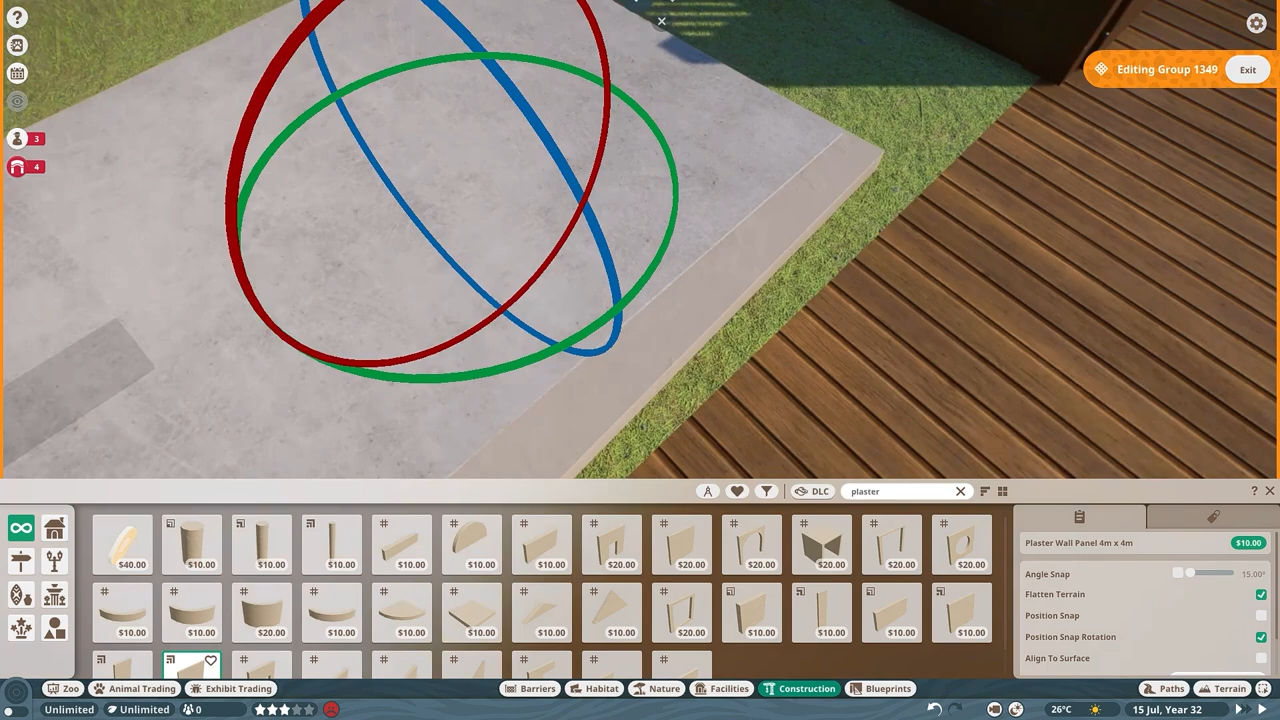 ?
3
4
Editing Group 1349
Exit
DLC
plaster
?
$40.00
$10.00
$10.00
$10.00
$10.00
$10.00
$10.00
$20.00
$10.00
$20.00
$20.00
$20.00
$20.00
$10.00
$10.00
$20.00
$10.00
$10.00
$10.00
$10.00
$10.00
$20.00
$10.00
$10.00
$10.00
$10.00
Plaster Wall Panel 4m x 4m
$10.00
Angle Snap
15.00°
Flatten Terrain
Position Snap
Position Snap Rotation
Align To Surface
Zoo
Animal Trading
Exhibit Trading
Barriers
Habitat
Nature
Facilities
Construction
Blueprints
Paths
Terrain
Unlimited
Unlimited
0
26°C
15 Jul, Year 32